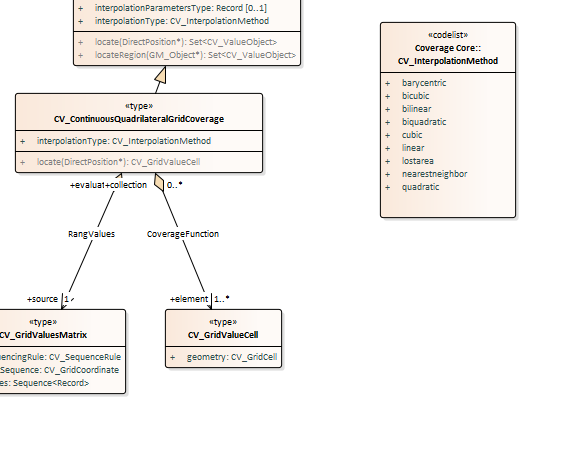 + interpolationParametersType: Record [0..1]
+ interpolationType: CV_InterpolationMethod
+ locate(DirectPosition*): Set<CV_ValueObject>
+ locateRegion(GM_Object*): Set<CV_ValueObject>
«codelist»
Coverage Core::
CV_InterpolationMethod
+ barycentric
+ bicubic
+ bilinear
+ biquadratic
+ cubic
+ linear
+ lostarea
+ nearestneighbor
+ quadratic
«type»
CV_ContinuousQuadrilateralGridCoverage
+ interpolationType: CV_InterpolationMethod
+ locate(DirectPosition*): CV_GridValueCell
+evaluat+collection 0..*
RangValues CoverageFunction
+source 1 +element 1..*
«type»
CV_GridValuesMatrix
encingRule: CV_SequenceRule
Sequence: CV_GridCoordinate
es: Sequence<Record>
«type»
CV_GridValueCell
+ geometry: CV_GridCell